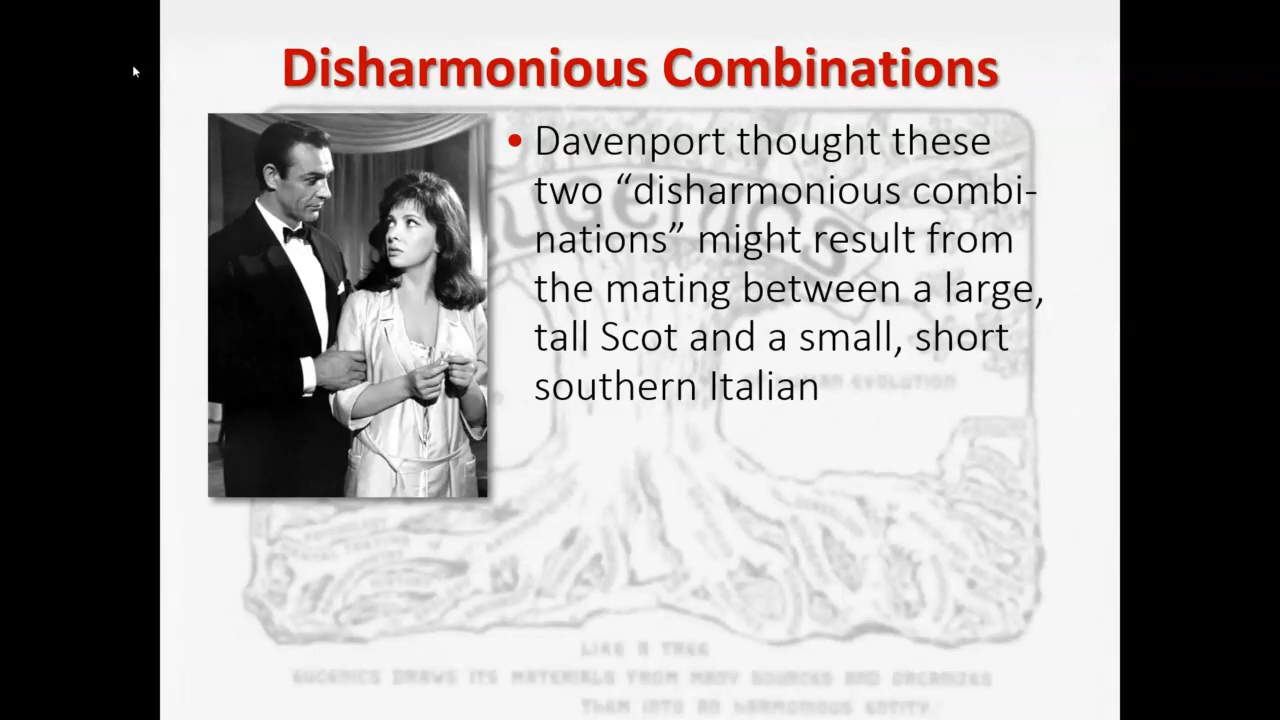 Disharmonious Combinations
• Davenport thought these
two “disharmonious combi-
nations” might result from
the mating between a large,
tall Scot and a small, short
southern Italian
EVOLUTION
LIKE A TREE
EUGENICS DRAWS ITS MATERIALS FROM MANY SOURCES AND ORGANIZES
THEM INTO AN HARMONIOUS ENTITY.